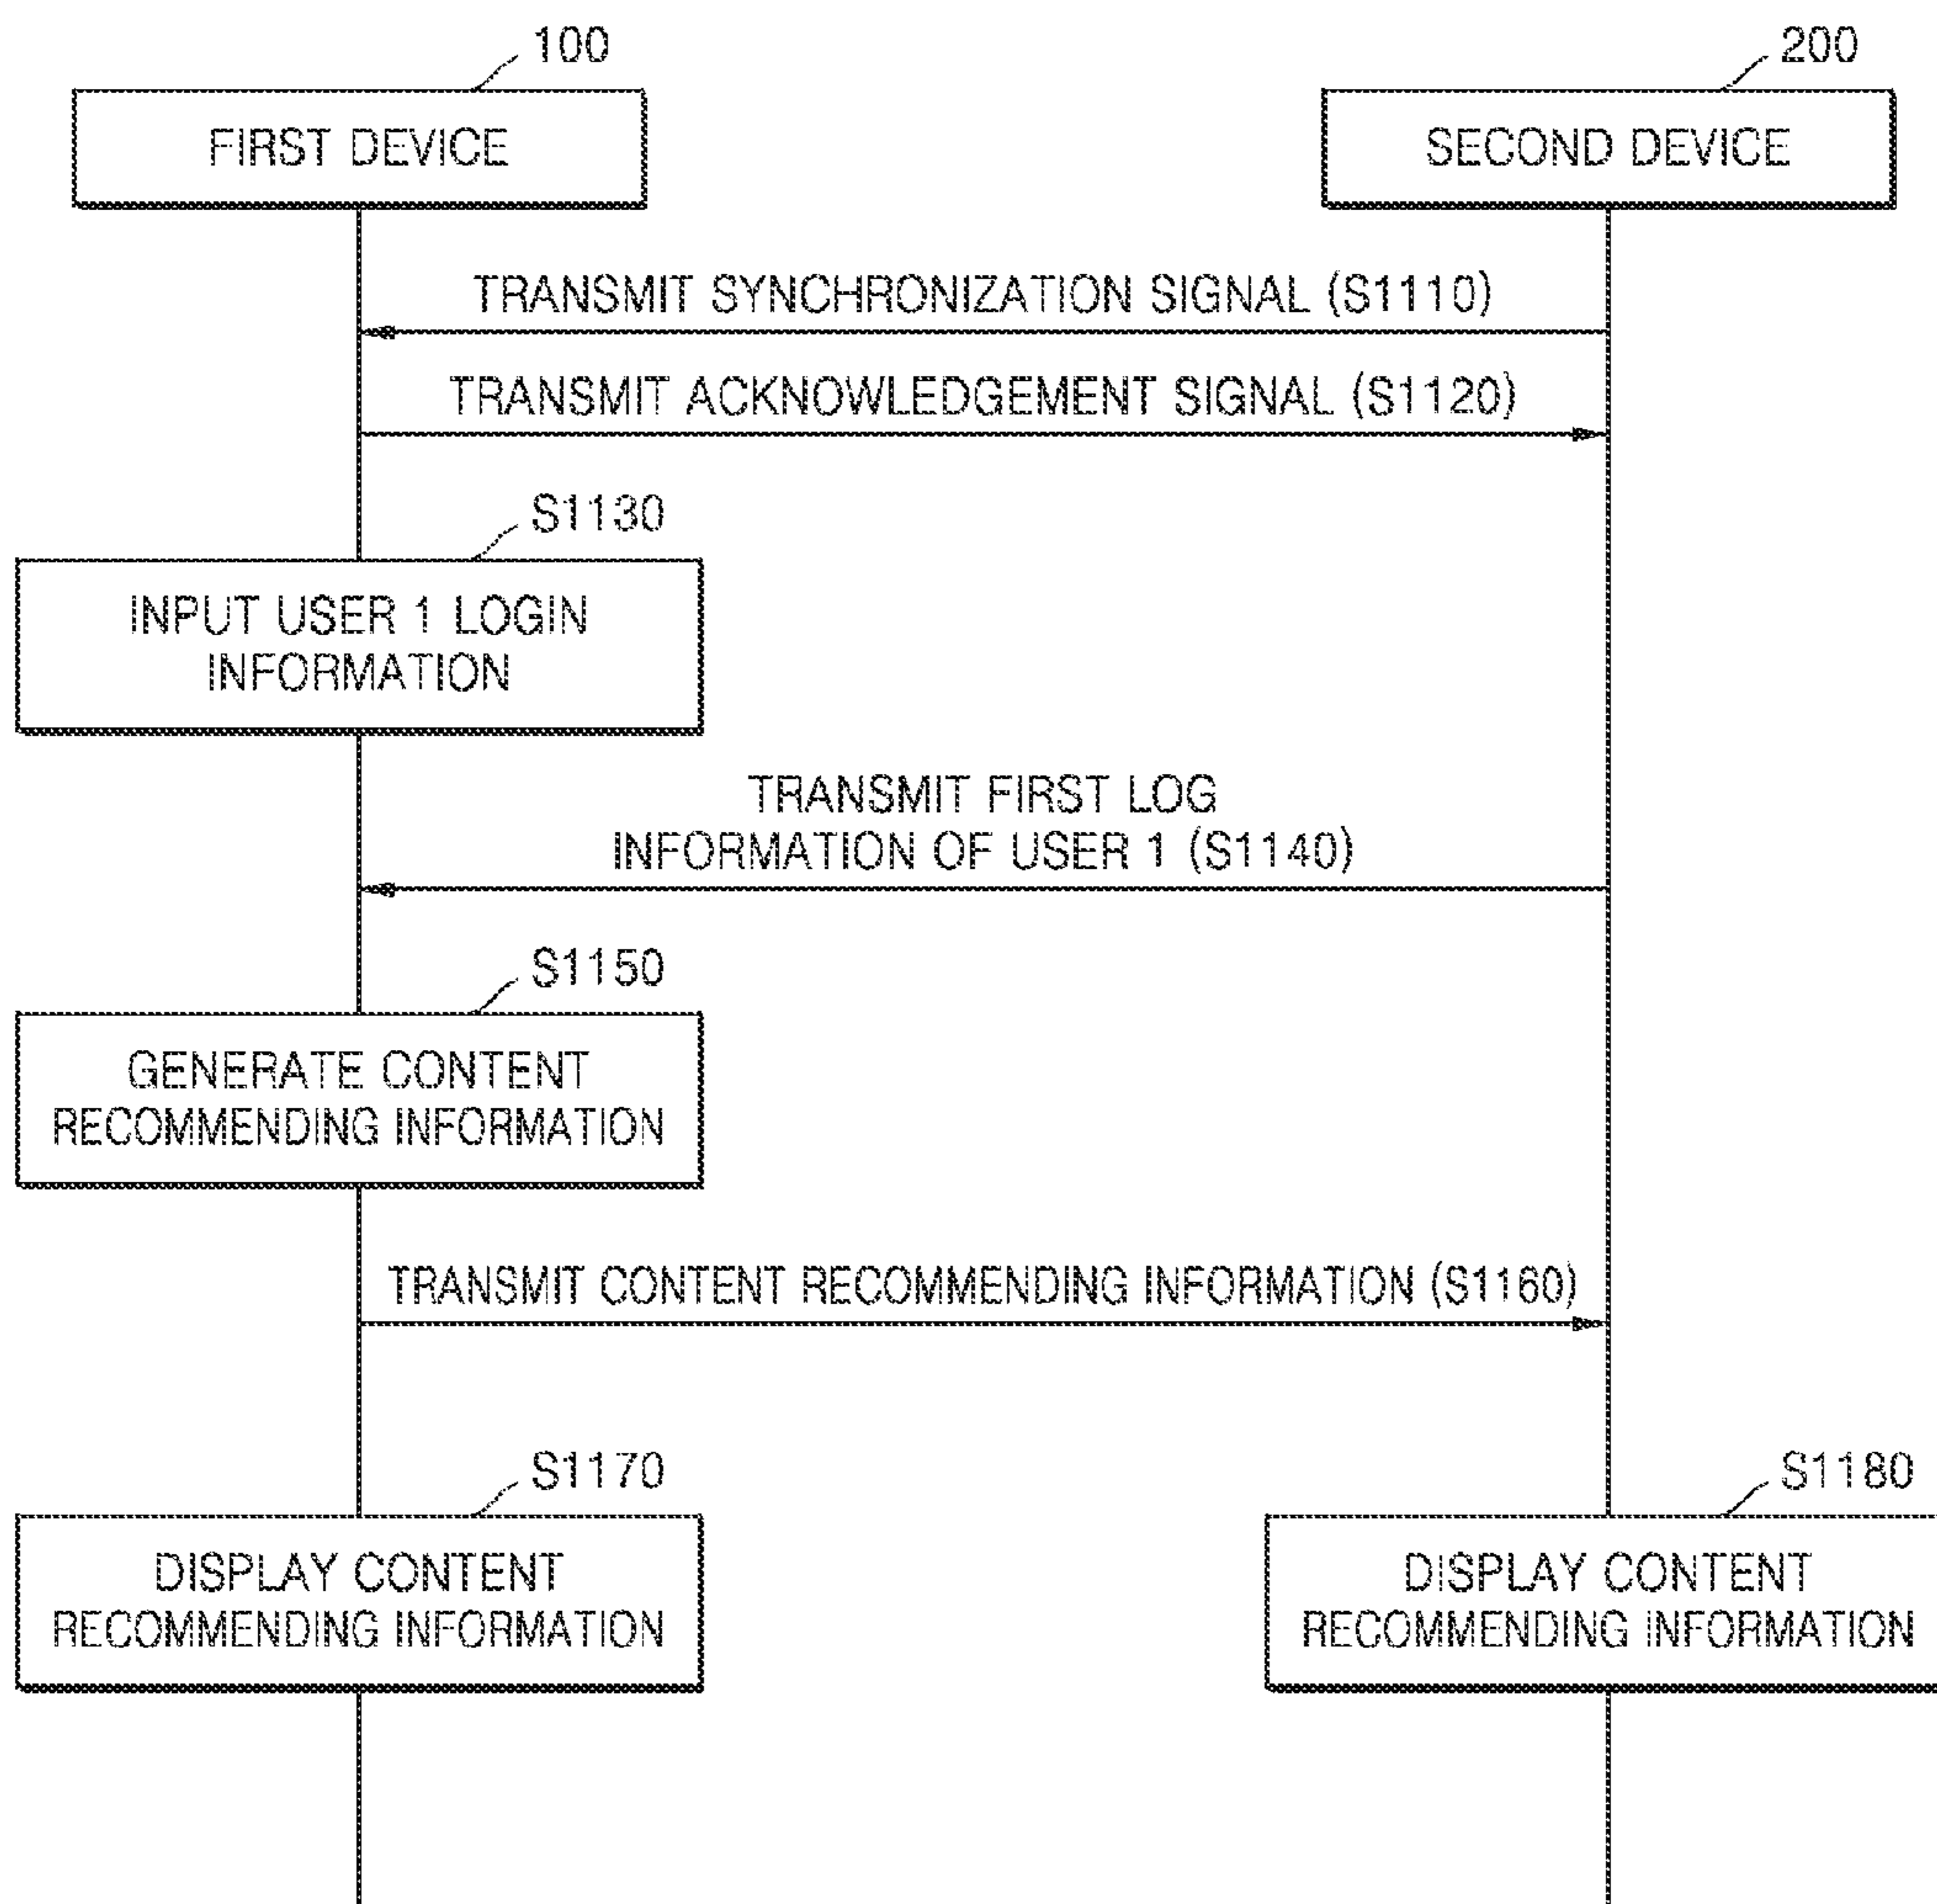 100
200
FIRST DEVICE
SECOND DEVICE
TRANSMIT SYNCHRONIZATION SIGNAL (S1110)
TRANSMIT ACKNOWLEDGEMENT SIGNAL (S1120)
S1130
INPUT USER 1 LOGIN
INFORMATION
TRANSMIT FIRST LOG
INFORMATION OF USER 1 (S1140)
S1150
GENERATE CONTENT
RECOMMENDING INFORMATION
TRANSMIT CONTENT RECOMMENDING INFORMATION (S1160)
S1170
S1180
DISPLAY CONTENT
RECOMMENDING INFORMATION
DISPLAY CONTENT
RECOMMENDING INFORMATION